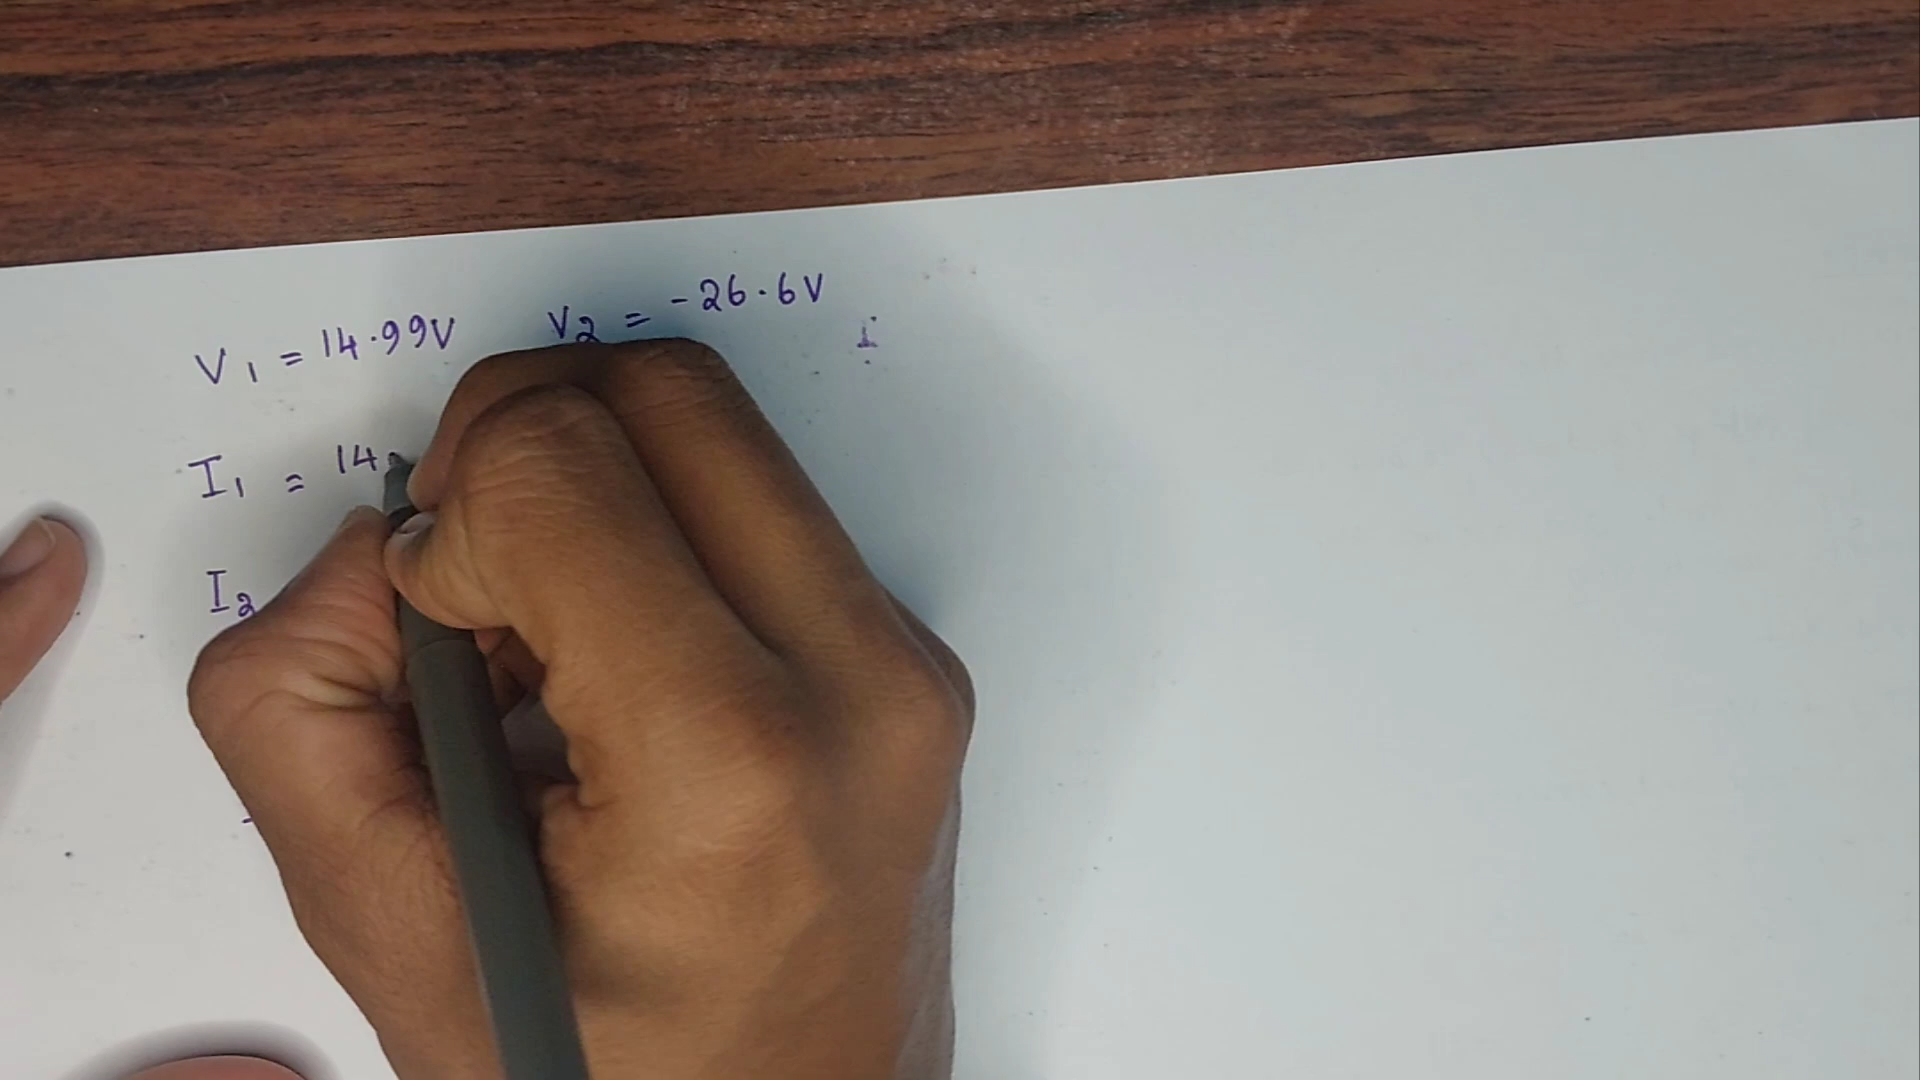 V1 = 14.99V V2 = -26.6V I
I1 = 14.
I2